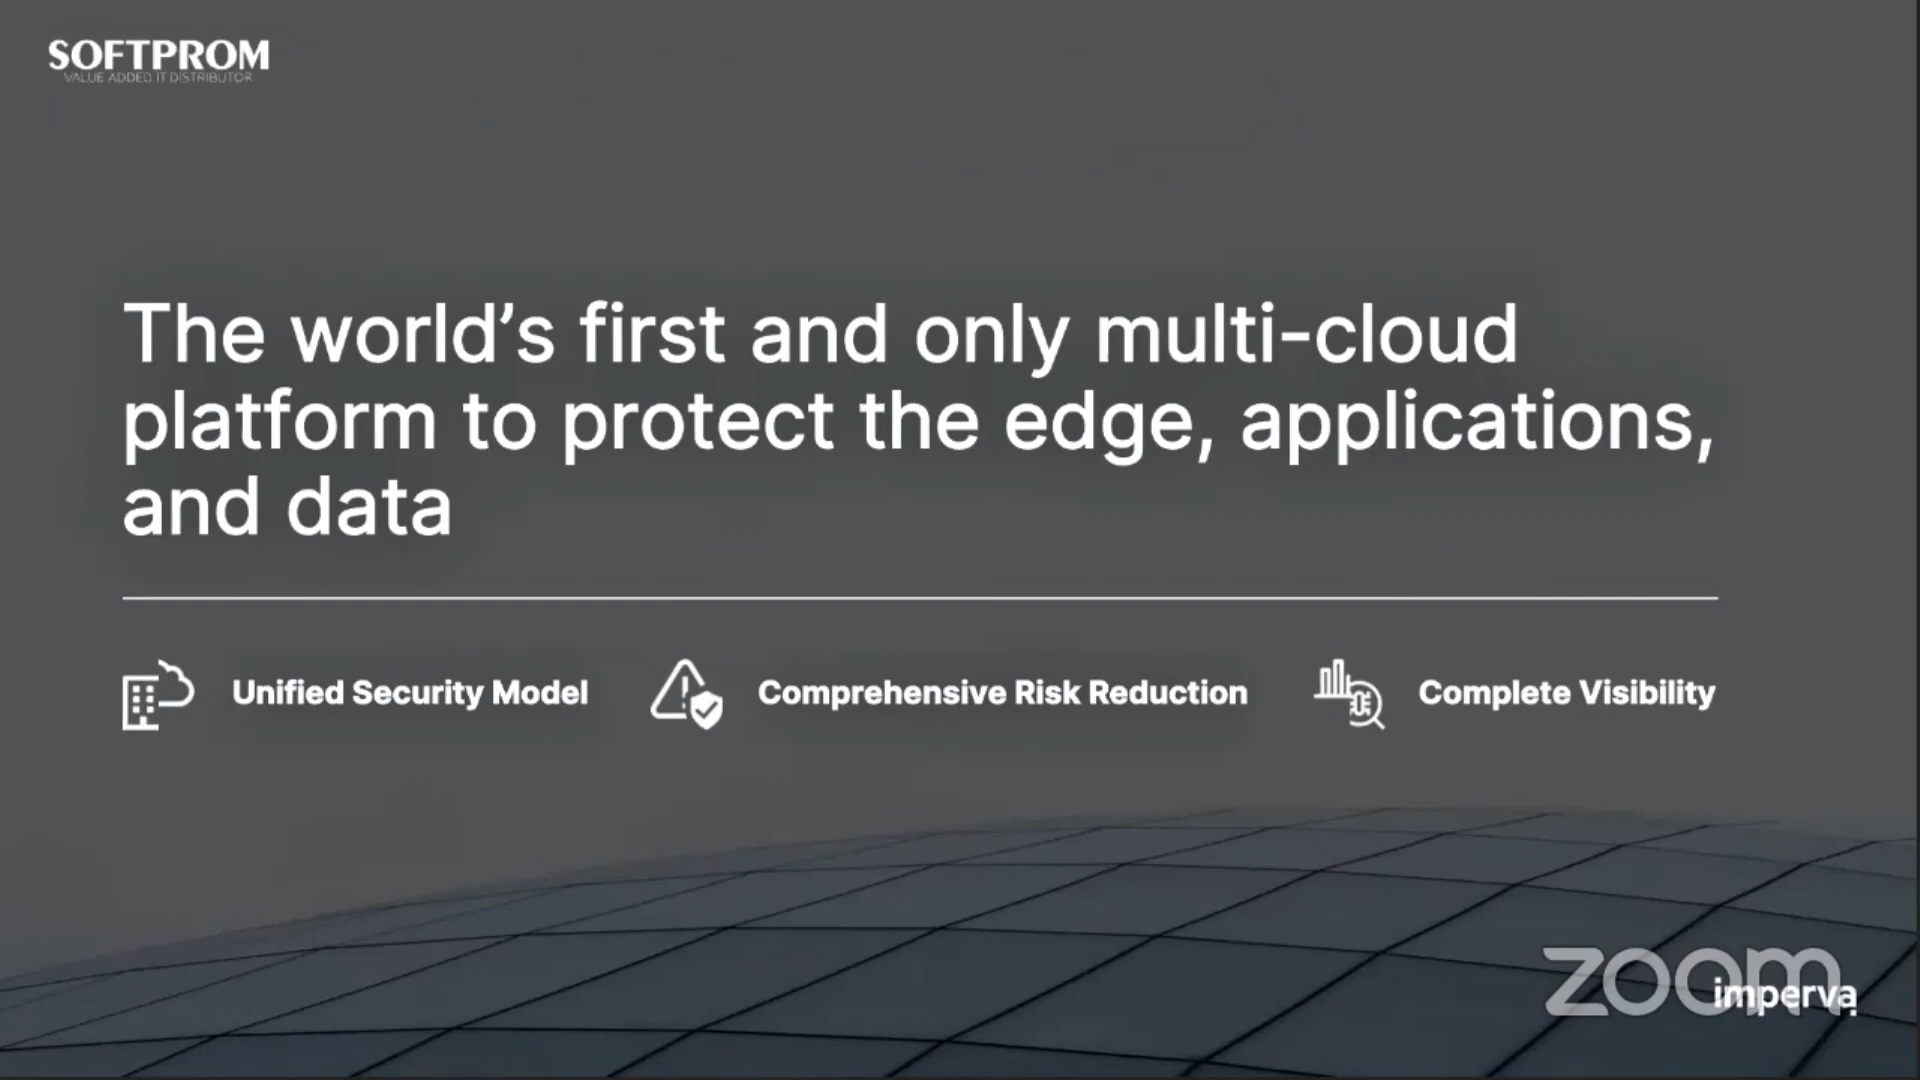 SOFTPROM
VALUE ADDED IT DISTRIBUTOR
The world's first and only multi-cloud
platform to protect the edge, applications,
and data
Unified Security Model
Comprehensive Risk Reduction
Complete Visibility
zoom
imperva